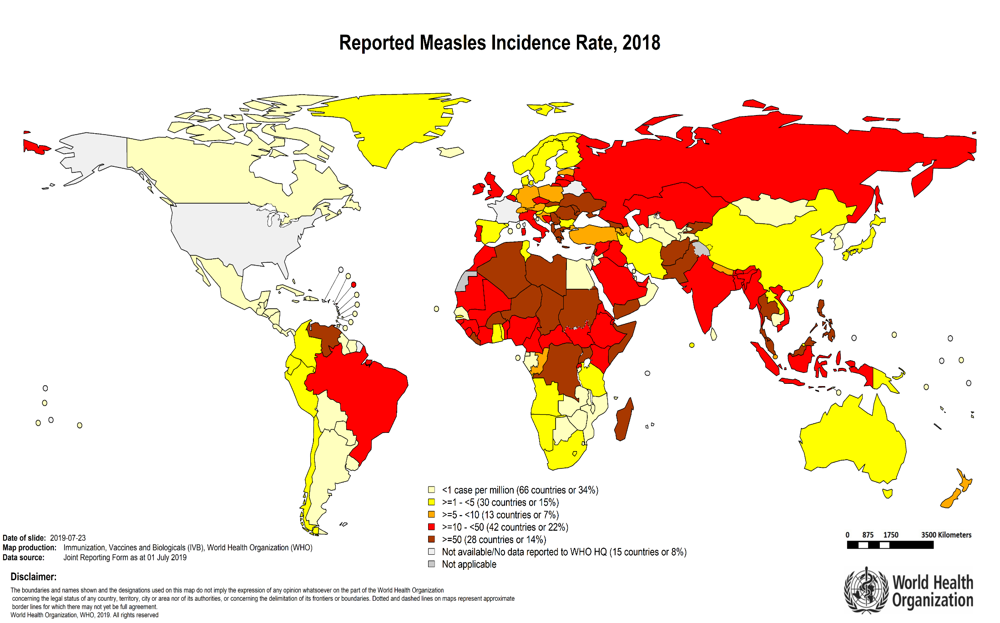 Reported Measles Incidence Rate, 2018
<1 case per million (66 countries or 34%)
>=1 - <5 (30 countries or 15%)
>=5 - <10 (13 countries or 7%)
>=10 - <50 (42 countries or 22%)
>=50 (28 countries or 14%)
Not available/No data reported to WHO HQ (15 countries or 8%)
Not applicable
Date of slide: 2019-07-23
Map production: Immunization, Vaccines and Biologicals (IVB), World Health Organization (WHO)
Data source: Joint Reporting Form as at 01 July 2019
0 875 1750 3500 Kilometers
Disclaimer:
The boundaries and names shown and the designations used on this map do not imply the expression of any opinion whatsoever on the part of the World Health Organization
concerning the legal status of any country, territory, city or area nor of its authorities, or concerning the delimitation of its frontiers or boundaries. Dotted and dashed lines on maps represent approximate
border lines for which there may not yet be full agreement.
World Health Organization, WHO, 2019. All rights reserved
World Health
Organization